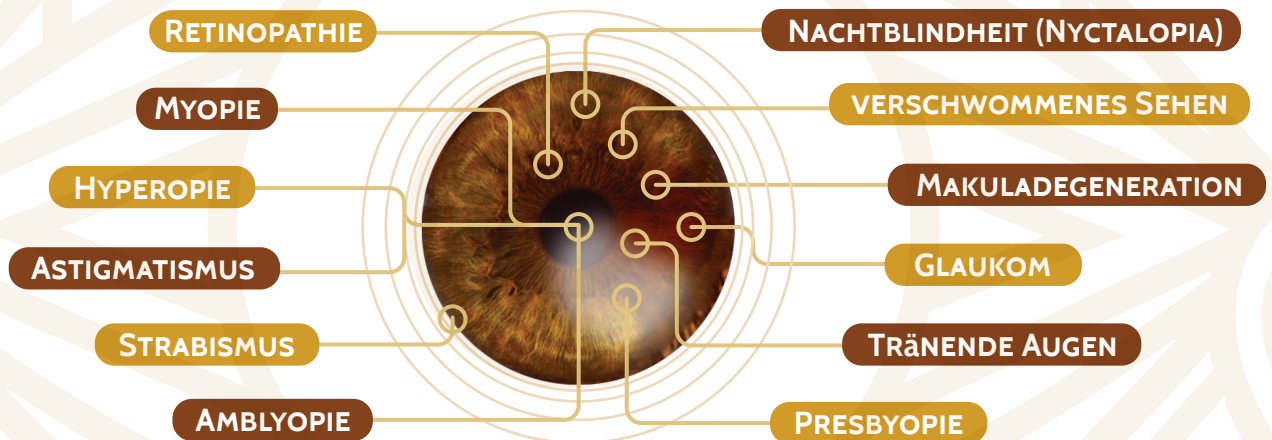 Retinopathie
Myopie
Hyperopie
Astigmatismus
Strabismus
Amblyopie
Nachtblindheit (Nyctalopia)
verschwommenes Sehen
Makuladegeneration
Glaukom
Tränende Augen
Presbyopie